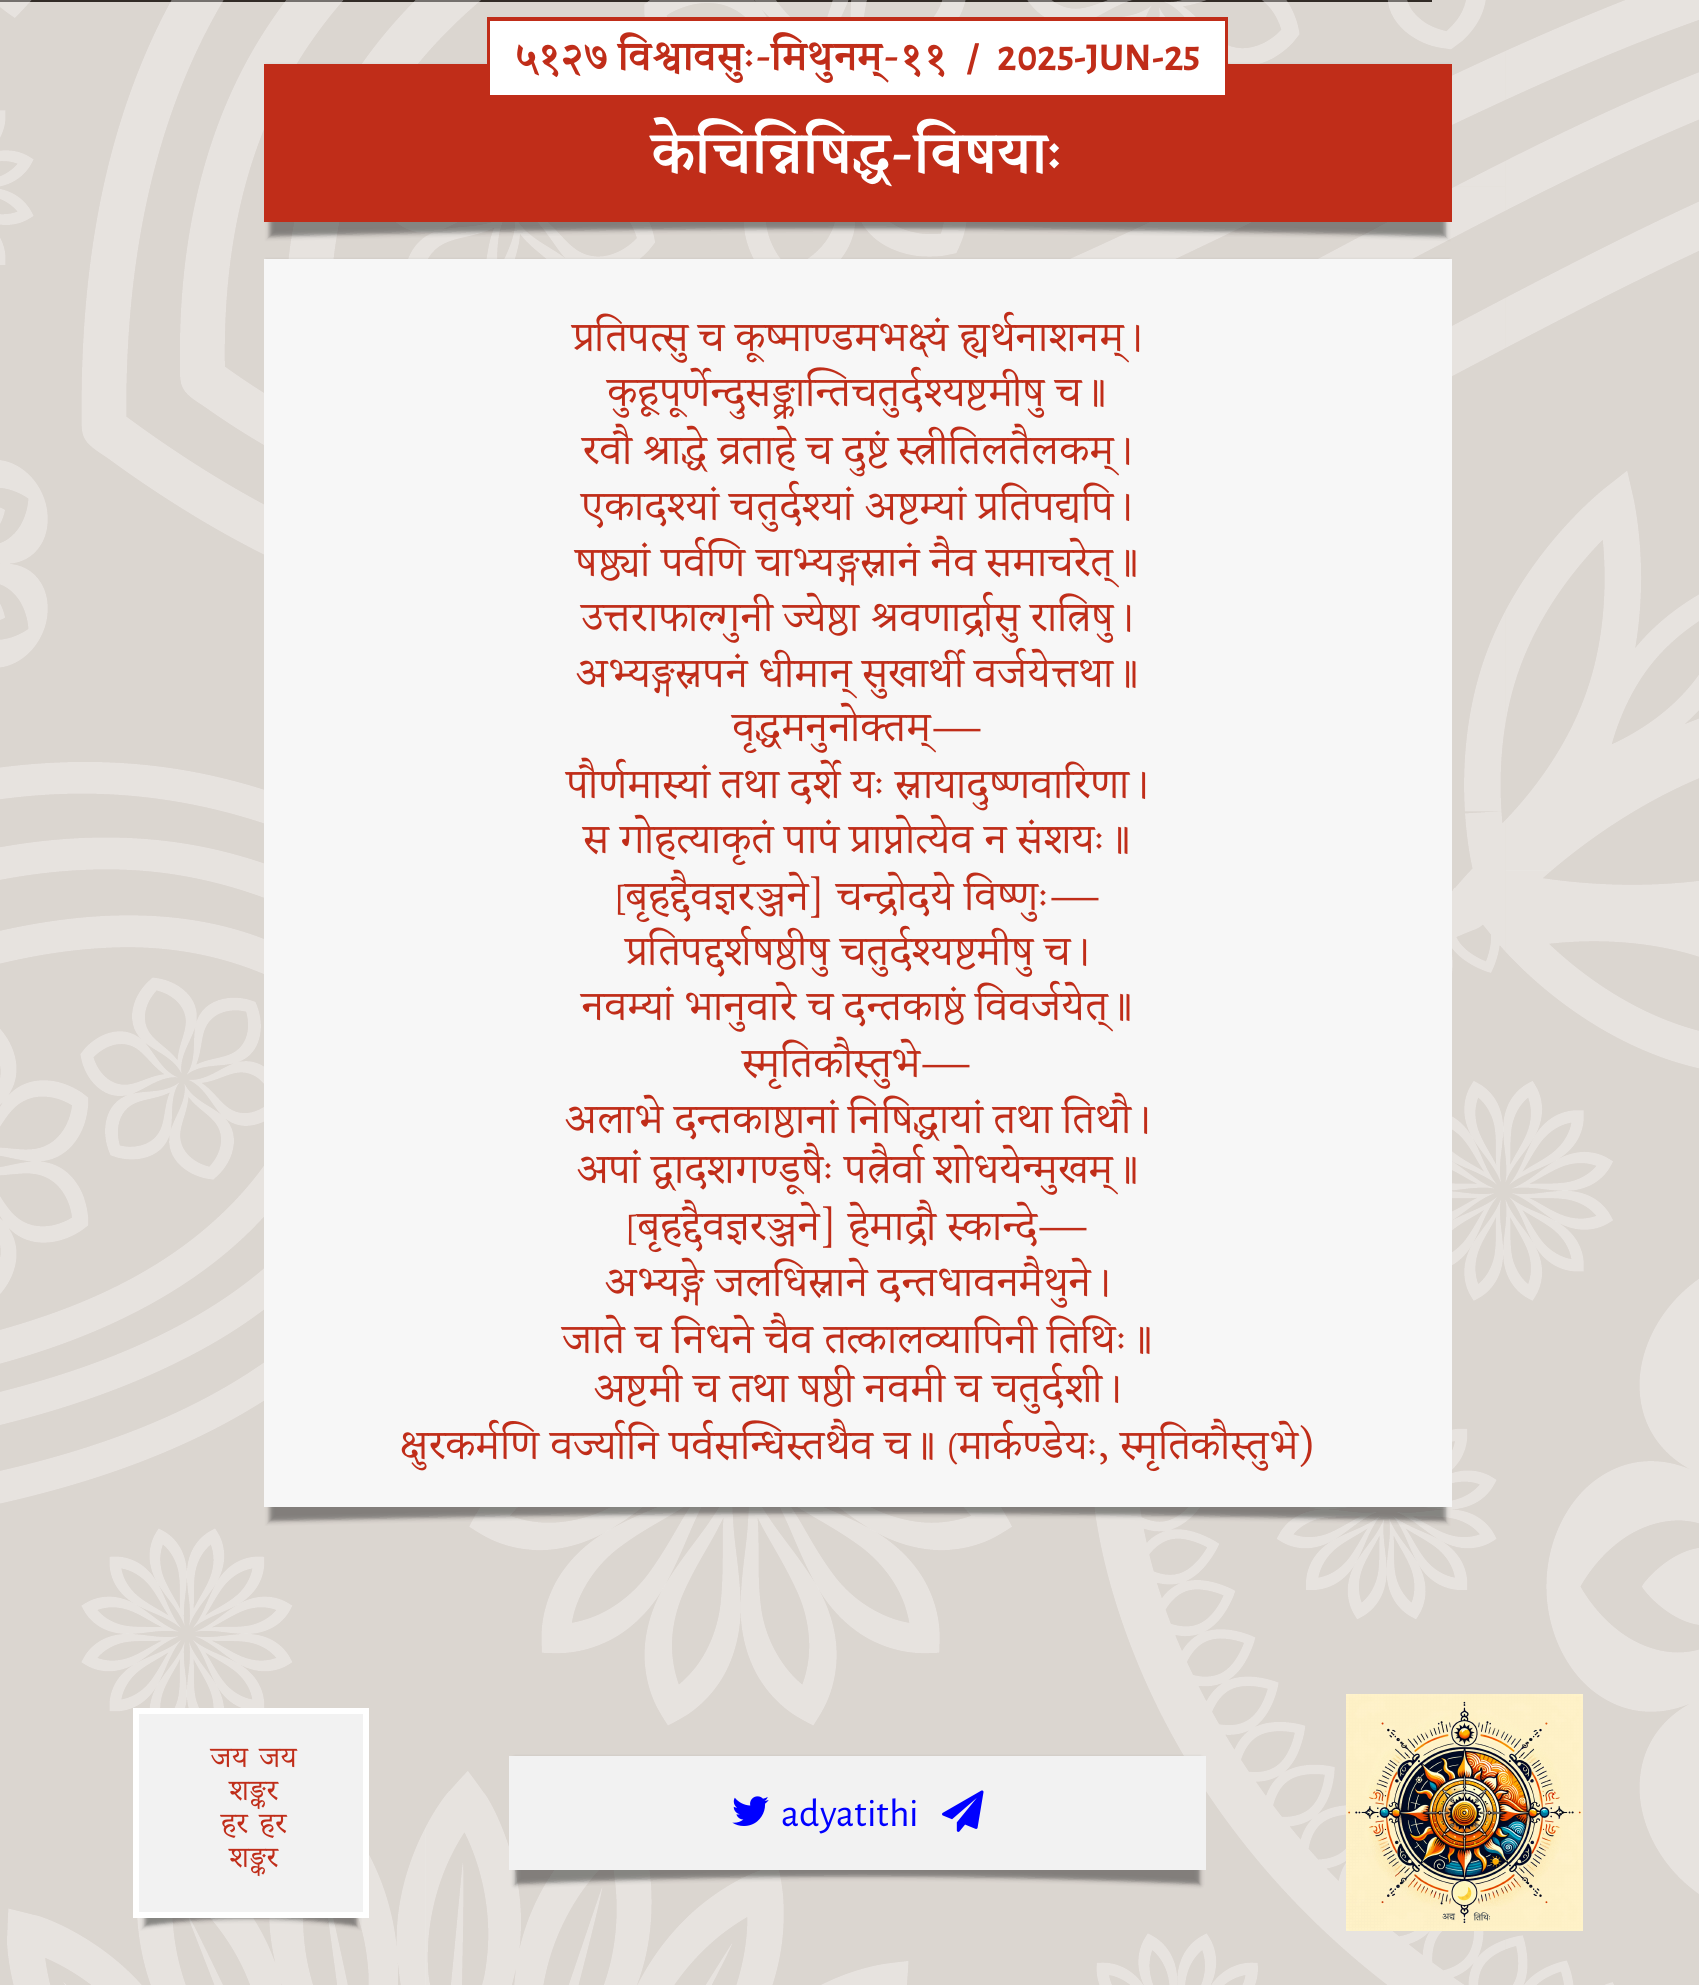 ५१२७ विश्वावसुः-मिथुनम्-११ / 2025-JUN-25
केचिन्निषिद्ध-विषयाः
प्रतिपत्सु च कूष्माण्डमभक्ष्यं ह्यर्थनाशनम्।
कुहूपूर्णेन्दुसङ्क्रान्तिचतुर्दश्यष्टमीषु च॥
रवौ श्राद्धे व्रताहे च दुष्टं स्त्रीतिलतैलकम्।
एकादश्यां चतुर्दश्यां अष्टम्यां प्रतिपद्यपि।
षष्ठ्यां पर्वणि चाभ्यङ्गस्नानं नैव समाचरेत्॥
उत्तराफाल्गुनी ज्येष्ठा श्रवणार्द्रासु रात्रिषु।
अभ्यङ्गस्नपनं धीमान् सुखार्थी वर्जयेत्तथा॥
वृद्धमनुनोक्तम्—
पौर्णमास्यां तथा दर्शे यः स्नायादुष्णवारिणा।
स गोहत्याकृतं पापं प्राप्नोत्येव न संशयः॥
[बृहद्दैवज्ञरञ्जने] चन्द्रोदये विष्णुः—
प्रतिपद्दर्शषष्ठीषु चतुर्दश्यष्टमीषु च।
नवम्यां भानुवारे च दन्तकाष्ठं विवर्जयेत्॥
स्मृतिकौस्तुभे—
अलाभे दन्तकाष्ठानां निषिद्धायां तथा तिथौ।
अपां द्वादशगण्डूषैः पत्रैर्वा शोधयेन्मुखम्॥
[बृहद्दैवज्ञरञ्जने] हेमाद्रौ स्कान्दे—
अभ्यङ्गे जलधिस्नाने दन्तधावनमैथुने।
जाते च निधने चैव तत्कालव्यापिनी तिथिः॥
अष्टमी च तथा षष्ठी नवमी च चतुर्दशी।
क्षुरकर्मणि वर्ज्यानि पर्वसन्धिस्तथैव च॥ (मार्कण्डेयः, स्मृतिकौस्तुभे)
जय जय
शङ्कर
हर हर
शङ्कर
adyatithi
अद्य तिथिः